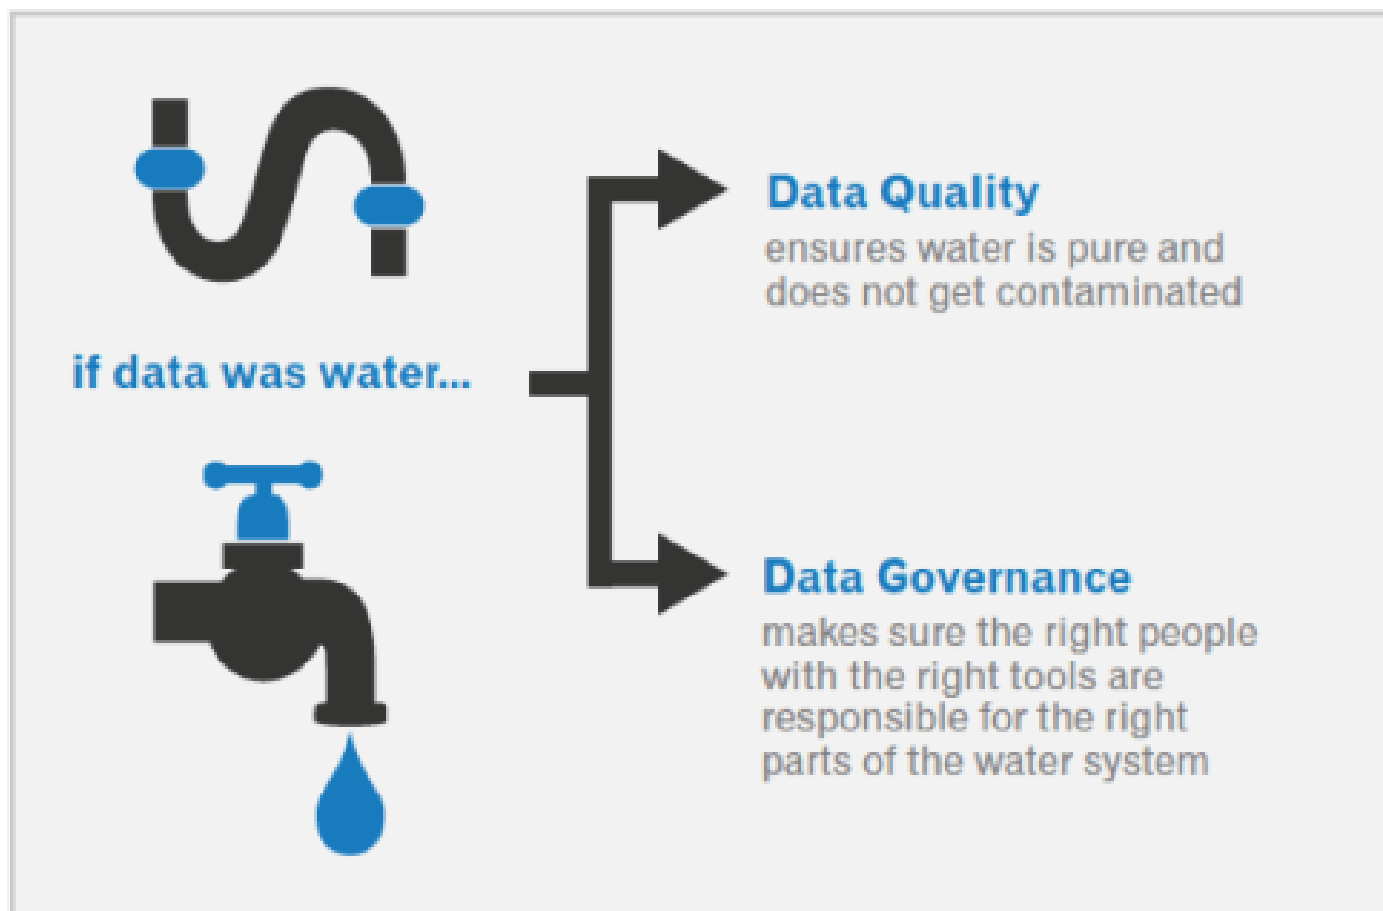 if data was water...
Data Quality
ensures water is pure and
does not get contaminated
Data Governance
makes sure the right people
with the right tools are
responsible for the right
parts of the water system